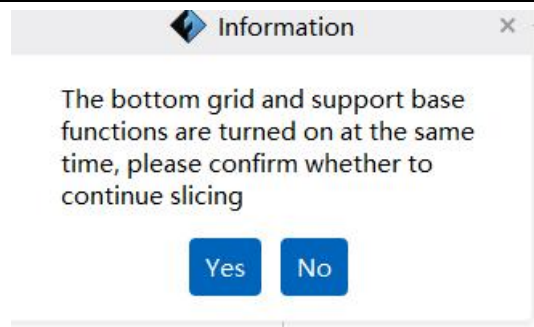 Information
The bottom grid and support base
functions are turned on at the same
time, please confirm whether to
continue slicing
Yes No